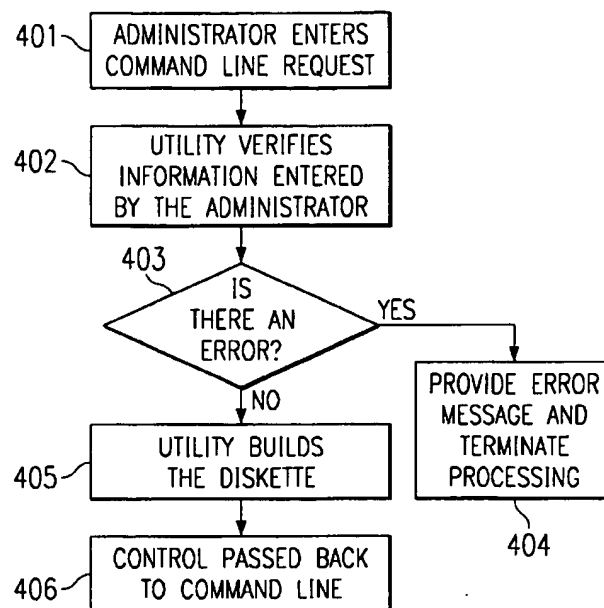 401
ADMINISTRATOR ENTERS
COMMAND LINE REQUEST
402
UTILITY VERIFIES
INFORMATION ENTERED
BY THE ADMINISTRATOR
403
IS
THERE AN
ERROR?
YES
NO
PROVIDE ERROR
MESSAGE AND
TERMINATE
PROCESSING
404
405
UTILITY BUILDS
THE DISKETTE
406
CONTROL PASSED BACK
TO COMMAND LINE